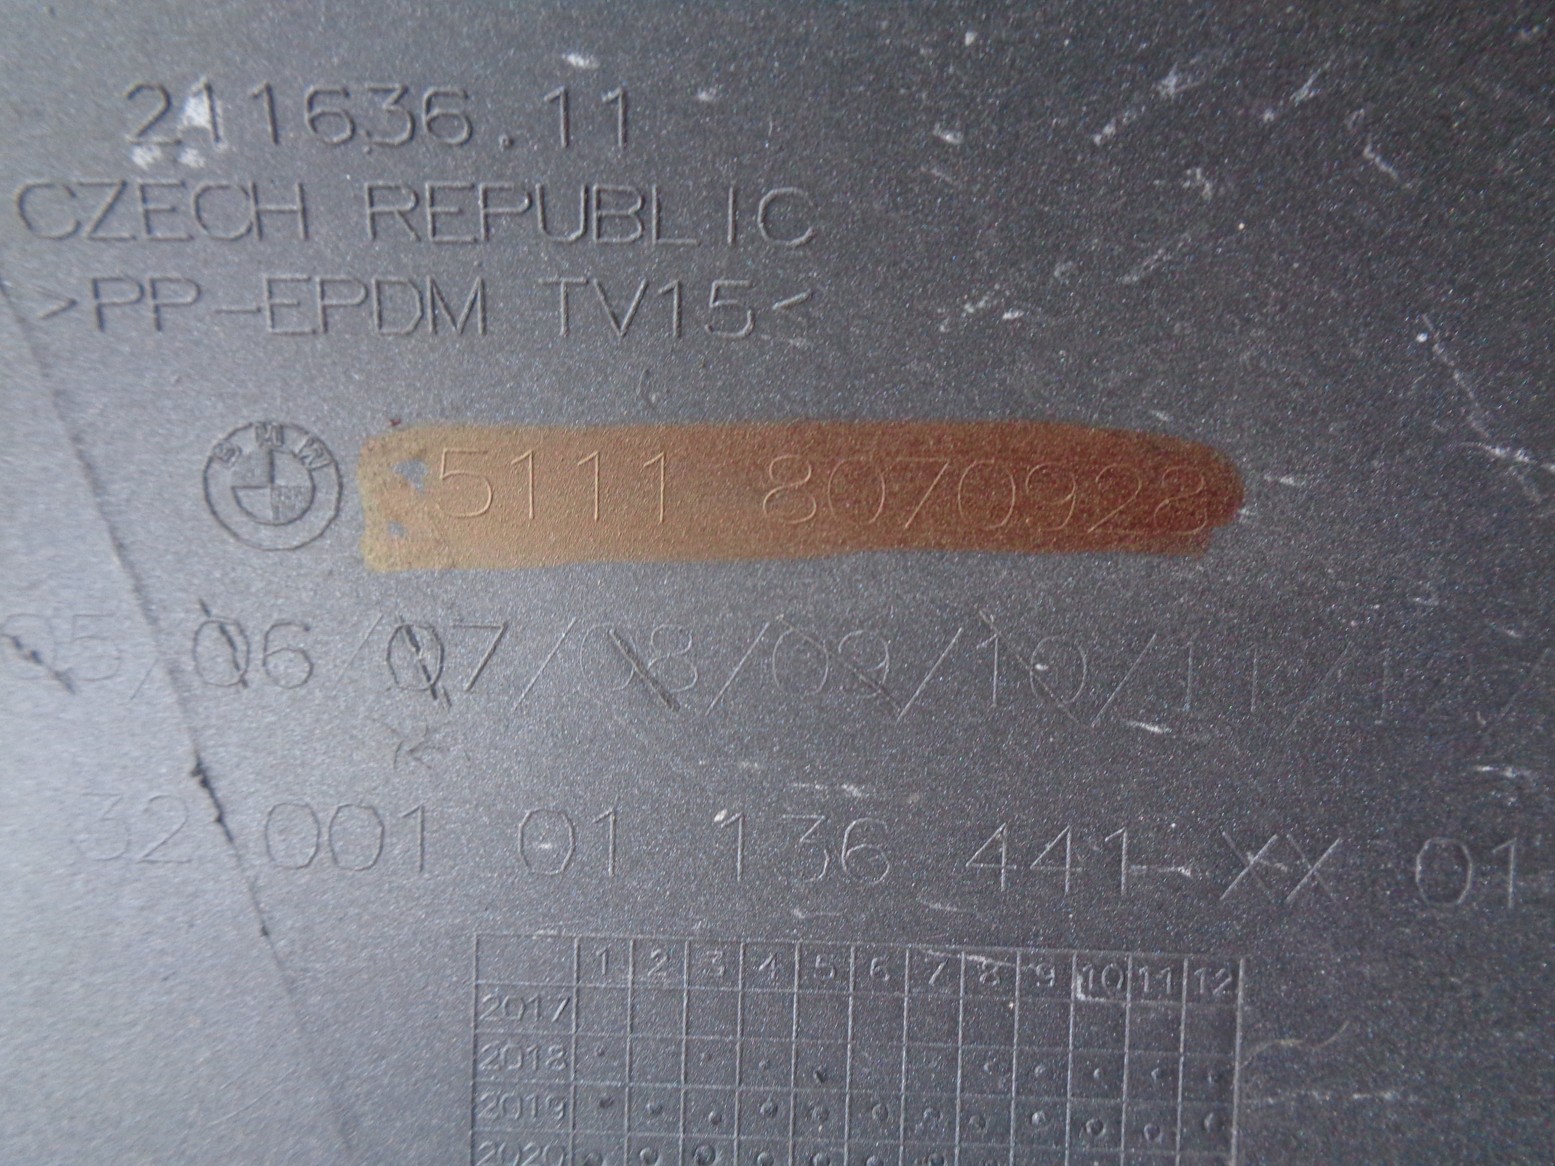 211636.11
CZECH REPUBLIC
>PP-EPDM TV15<
BMW 5111 8070928
05/06/07/08/09/10/11/
32 001 01 136 441-XX 01
1 2 3 4 5 6 7 8 9 10 11 12
2017
2018
2019
2020